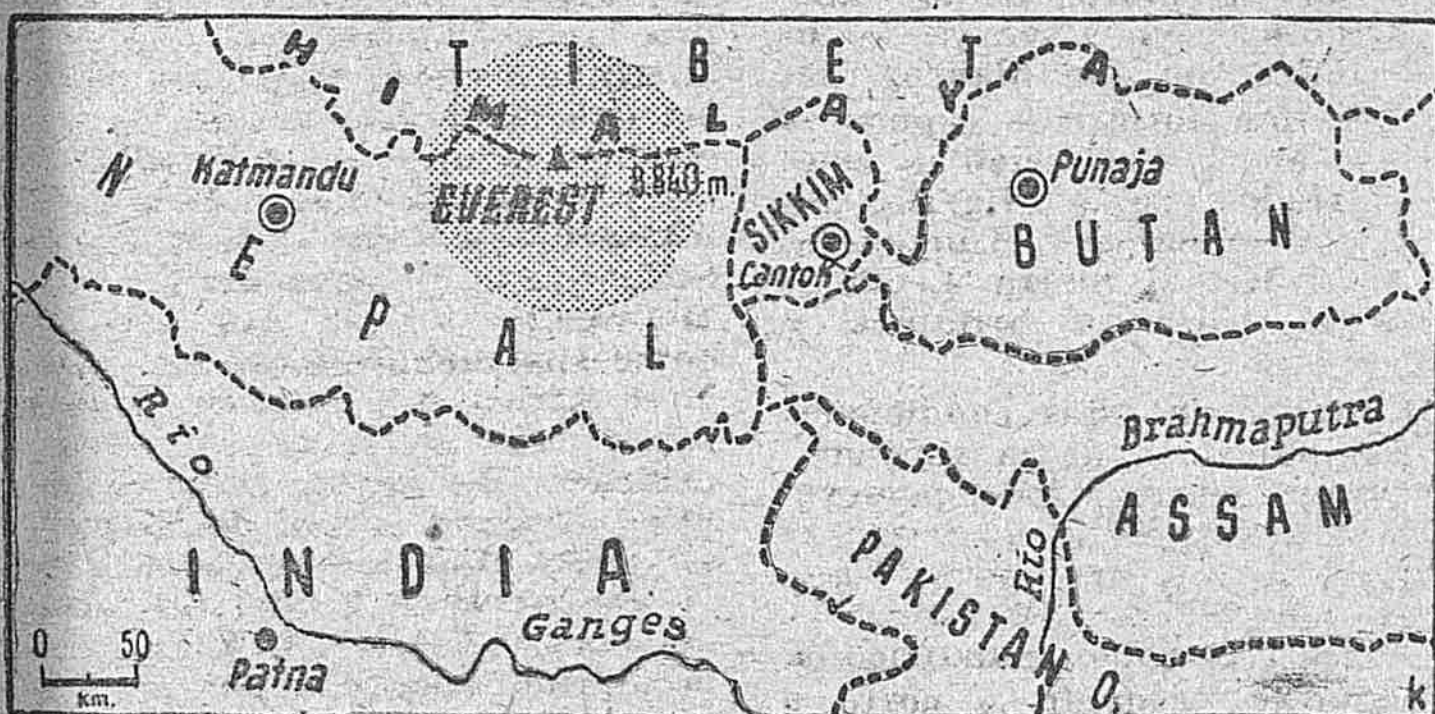 TIBET
HIMALAYA
NEPAL
Katmandu
EVEREST
8.840 m.
SIKKIM
Cantok
Punaja
BUTAN
Río
Brahmaputra
ASSAM
INDIA
Ganges
PAKISTAN O.
Río
0 50
km.
Patna
k